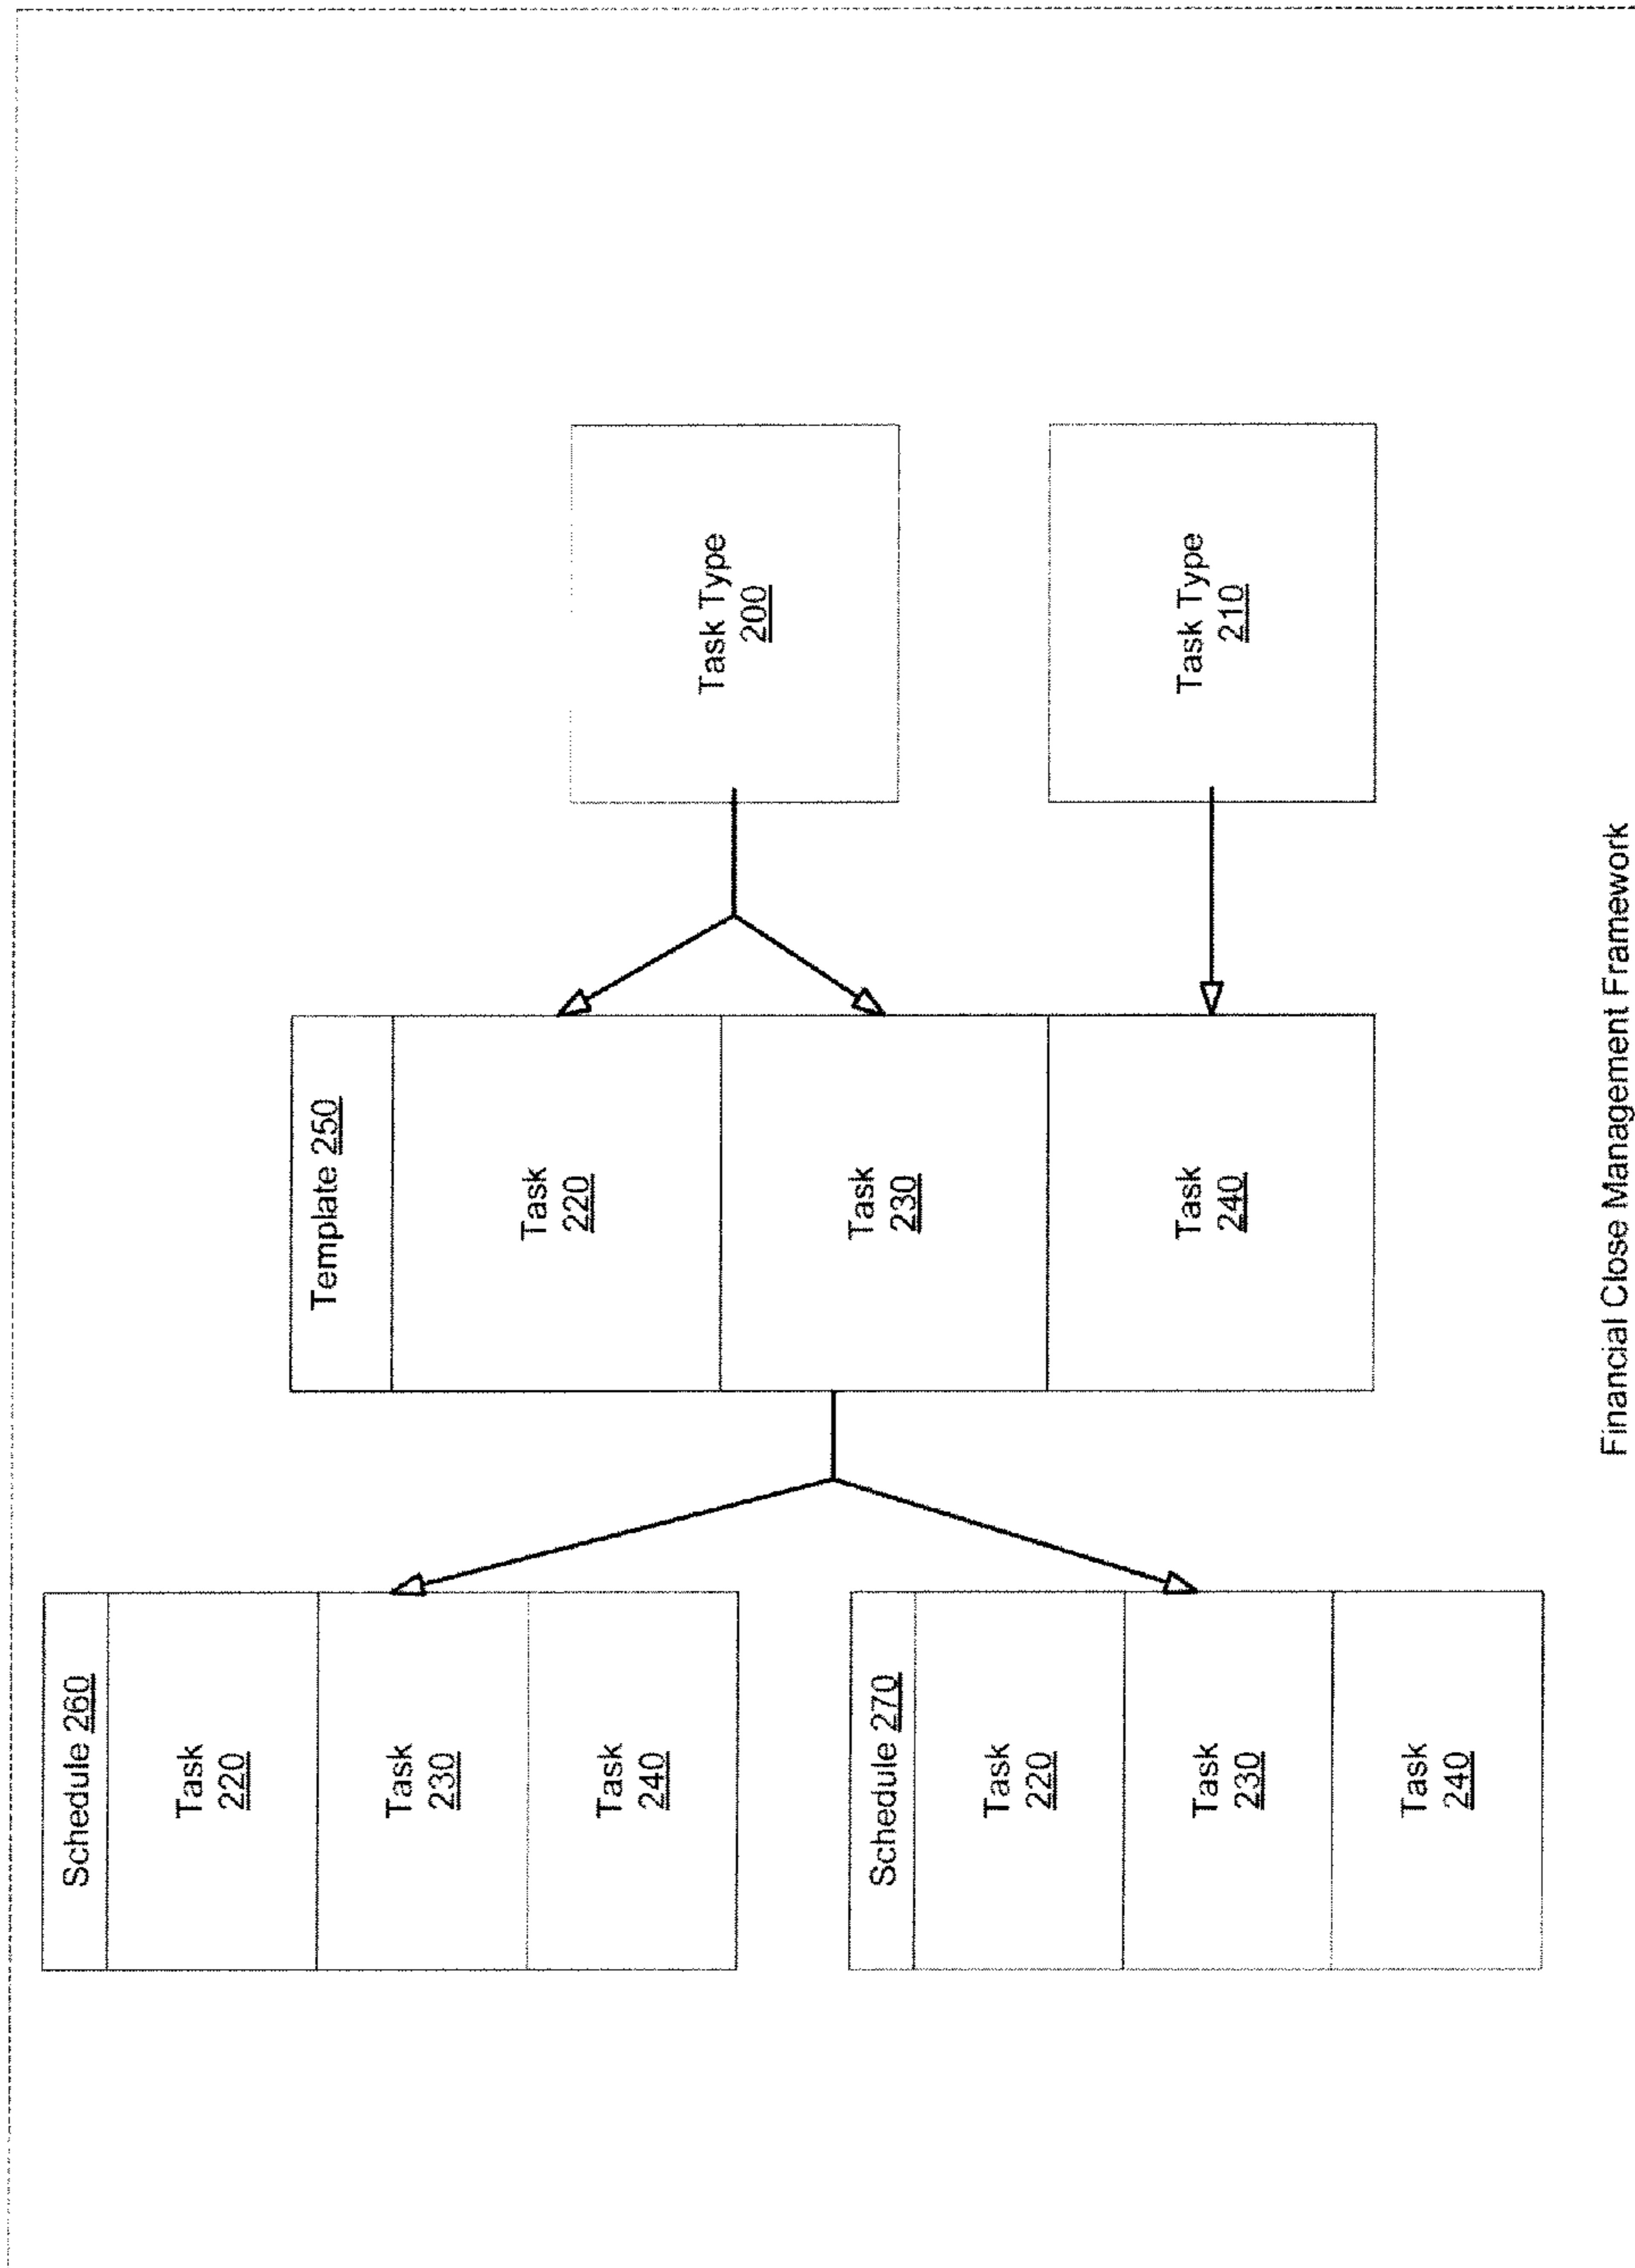 Schedule 260
Task
220
Task
230
Task
240
Schedule 270
Task
220
Task
230
Task
240
Template 250
Task
220
Task
230
Task
240
Task Type
200
Task Type
210
Financial Close Management Framework